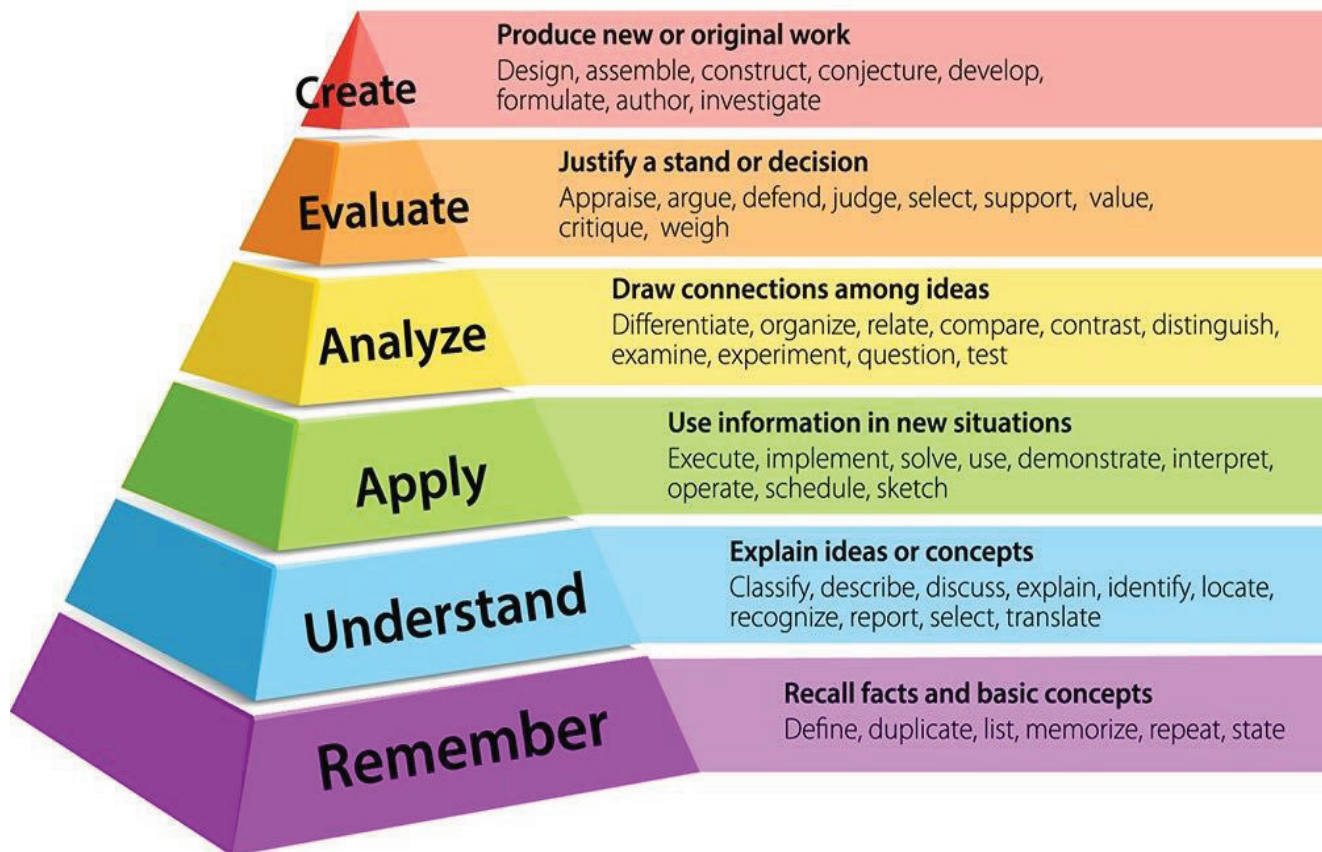 Create
Produce new or original work
Design, assemble, construct, conjecture, develop,
formulate, author, investigate
Evaluate
Justify a stand or decision
Appraise, argue, defend, judge, select, support, value,
critique, weigh
Analyze
Draw connections among ideas
Differentiate, organize, relate, compare, contrast, distinguish,
examine, experiment, question, test
Apply
Use information in new situations
Execute, implement, solve, use, demonstrate, interpret,
operate, schedule, sketch
Understand
Explain ideas or concepts
Classify, describe, discuss, explain, identify, locate,
recognize, report, select, translate
Remember
Recall facts and basic concepts
Define, duplicate, list, memorize, repeat, state